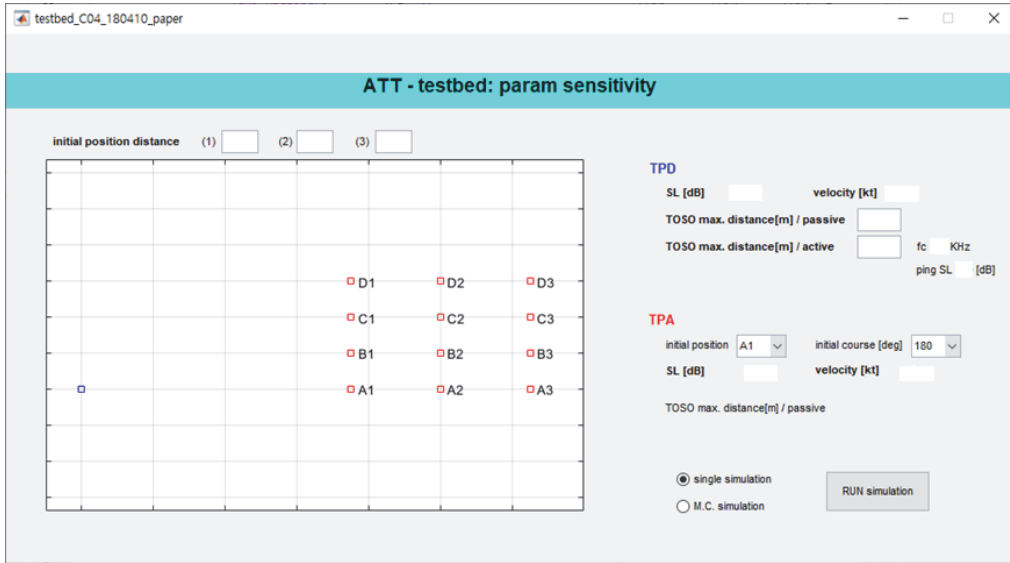 testbed_C04_180410_paper
ATT - testbed: param sensitivity
initial position distance (1) (2) (3)
TPD
SL [dB] velocity [kt]
TOSO max. distance[m] / passive
TOSO max. distance[m] / active fc KHz
ping SL [dB]
D1 D2 D3
C1 C2 C3
B1 B2 B3
A1 A2 A3
TPA
initial position A1 initial course [deg] 180
SL [dB] velocity [kt]
TOSO max. distance[m] / passive
single simulation
M.C. simulation
RUN simulation